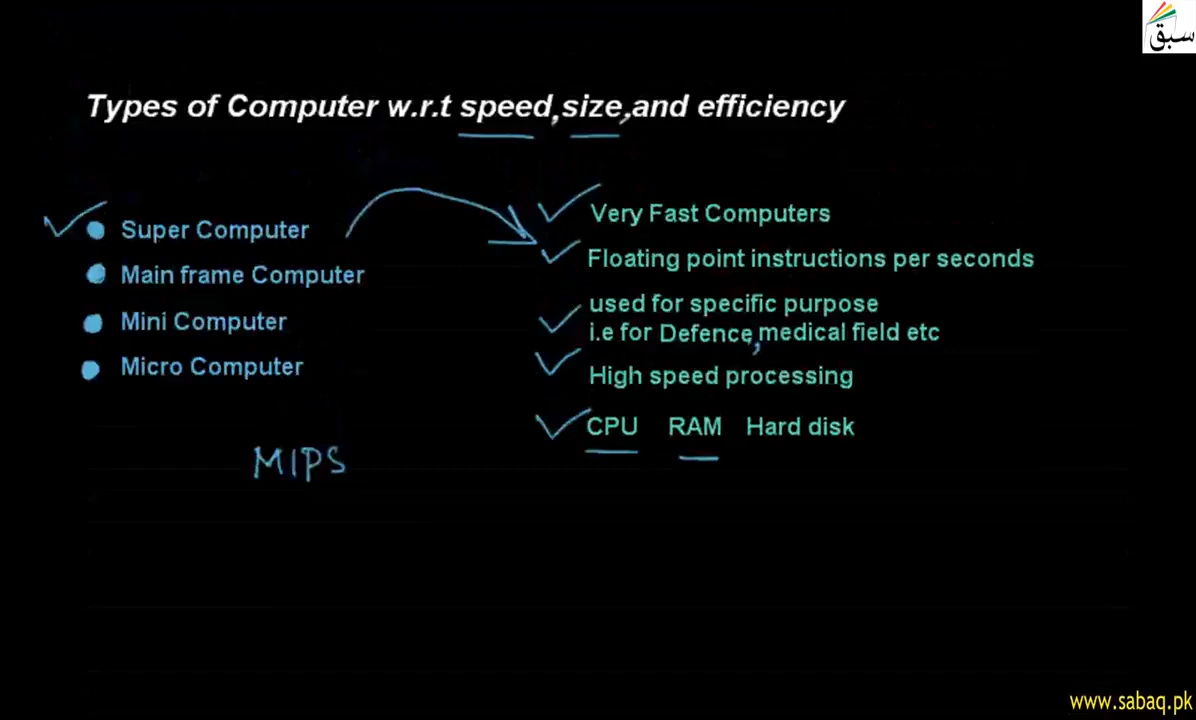 سبق
Types of Computer w.r.t speed,size,and efficiency
Super Computer
Main frame Computer
Mini Computer
Micro Computer
MIPS
Very Fast Computers
Floating point instructions per seconds
used for specific purpose
i.e for Defence,medical field etc
High speed processing
CPU RAM Hard disk
www.sabaq.pk